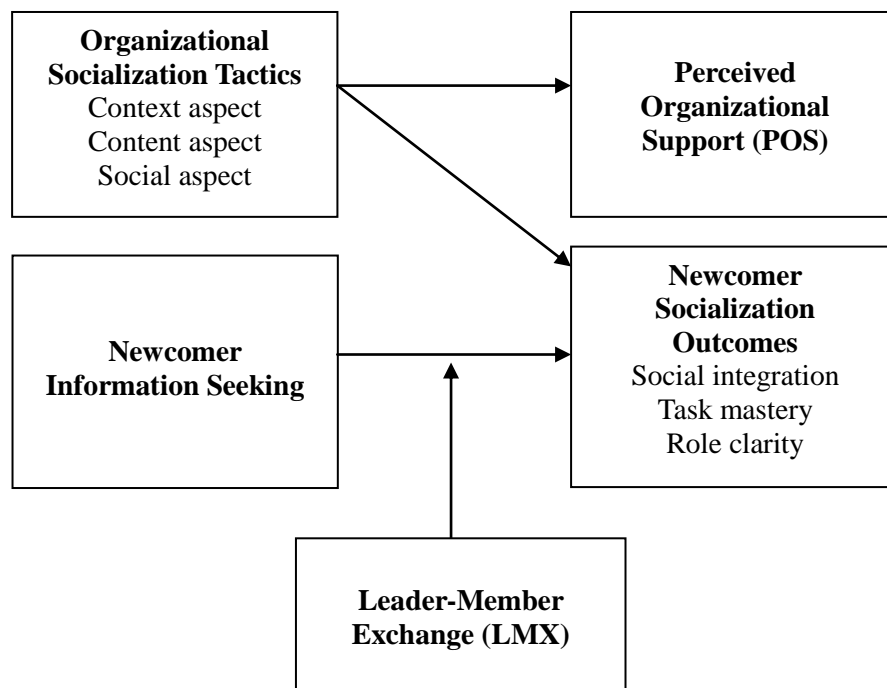 Organizational
Socialization Tactics
Context aspect
Content aspect
Social aspect
Perceived
Organizational
Support (POS)
Newcomer
Information Seeking
Newcomer
Socialization
Outcomes
Social integration
Task mastery
Role clarity
Leader-Member
Exchange (LMX)